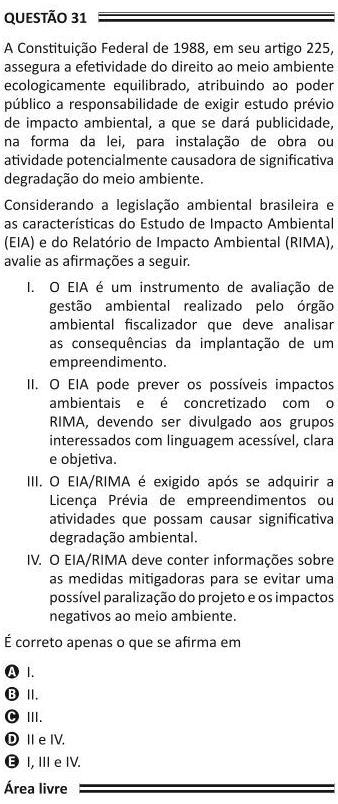 QUESTÃO 31
A Constituição Federal de 1988, em seu artigo 225,
assegura a efetividade do direito ao meio ambiente
ecologicamente equilibrado, atribuindo ao poder
público a responsabilidade de exigir estudo prévio
de impacto ambiental, a que se dará publicidade,
na forma da lei, para instalação de obra ou
atividade potencialmente causadora de significativa
degradação do meio ambiente.
Considerando a legislação ambiental brasileira e
as características do Estudo de Impacto Ambiental
(EIA) e do Relatório de Impacto Ambiental (RIMA),
avalie as afirmações a seguir.
I. O EIA é um instrumento de avaliação de
gestão ambiental realizado pelo órgão
ambiental fiscalizador que deve analisar
as consequências da implantação de um
empreendimento.
II. O EIA pode prever os possíveis impactos
ambientais e é concretizado com o
RIMA, devendo ser divulgado aos grupos
interessados com linguagem acessível, clara
e objetiva.
III. O EIA/RIMA é exigido após se adquirir a
Licença Prévia de empreendimentos ou
atividades que possam causar significativa
degradação ambiental.
IV. O EIA/RIMA deve conter informações sobre
as medidas mitigadoras para se evitar uma
possível paralização do projeto e os impactos
negativos ao meio ambiente.
É correto apenas o que se afirma em
A I.
B II.
C III.
D II e IV.
E I, III e IV.
Área livre